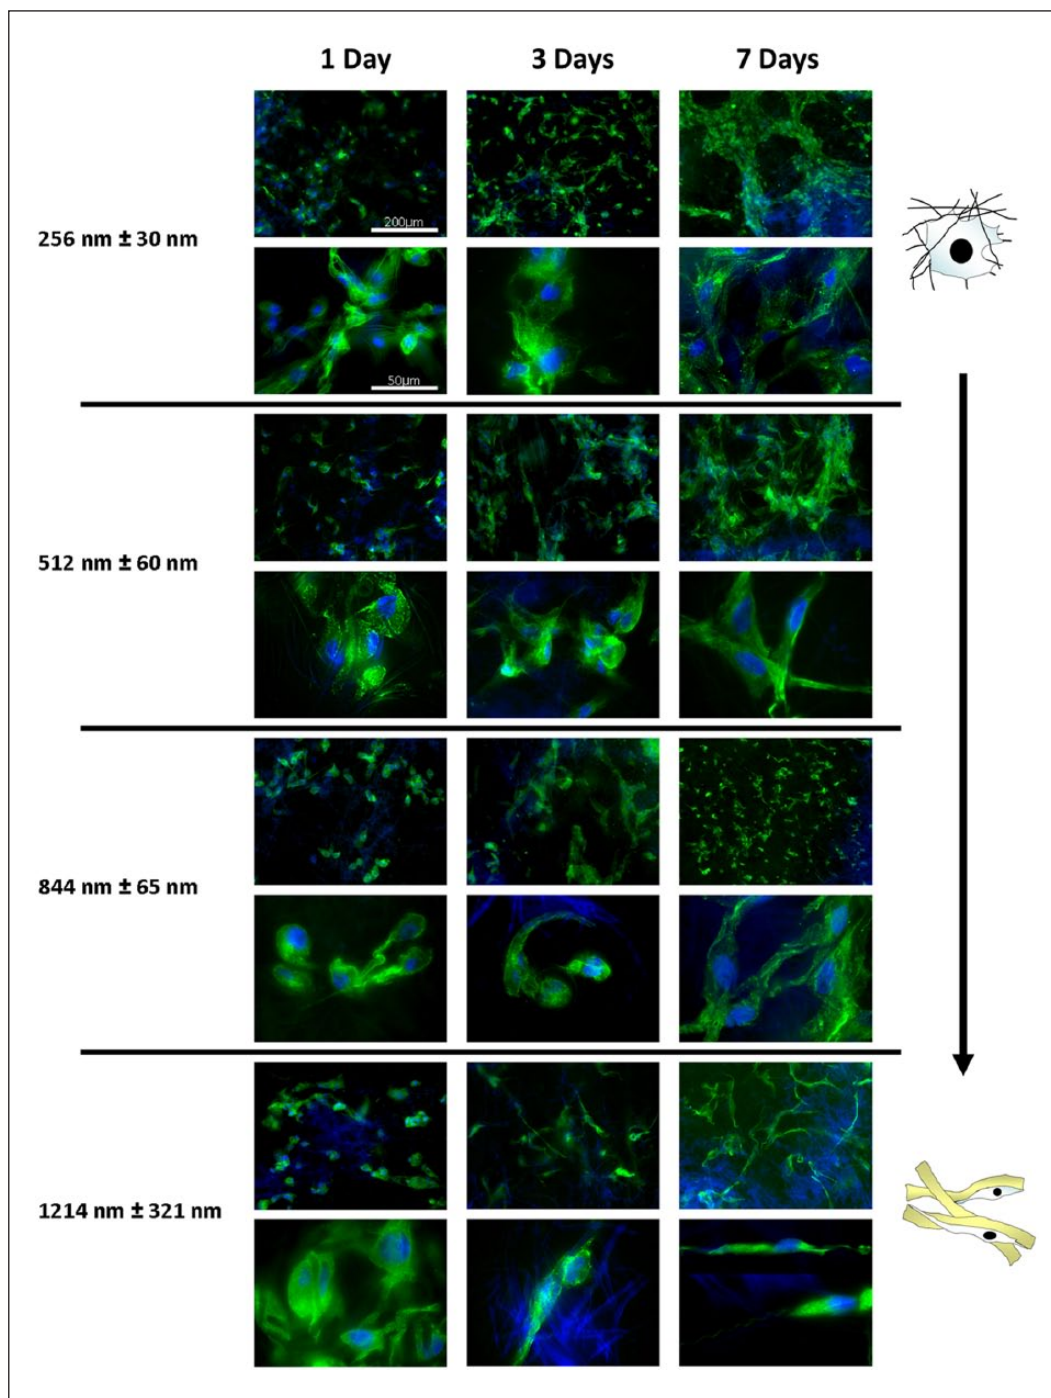 1 Day 3 Days 7 Days
200μm
256 nm ± 30 nm
50μm
512 nm ± 60 nm
844 nm ± 65 nm
1214 nm ± 321 nm